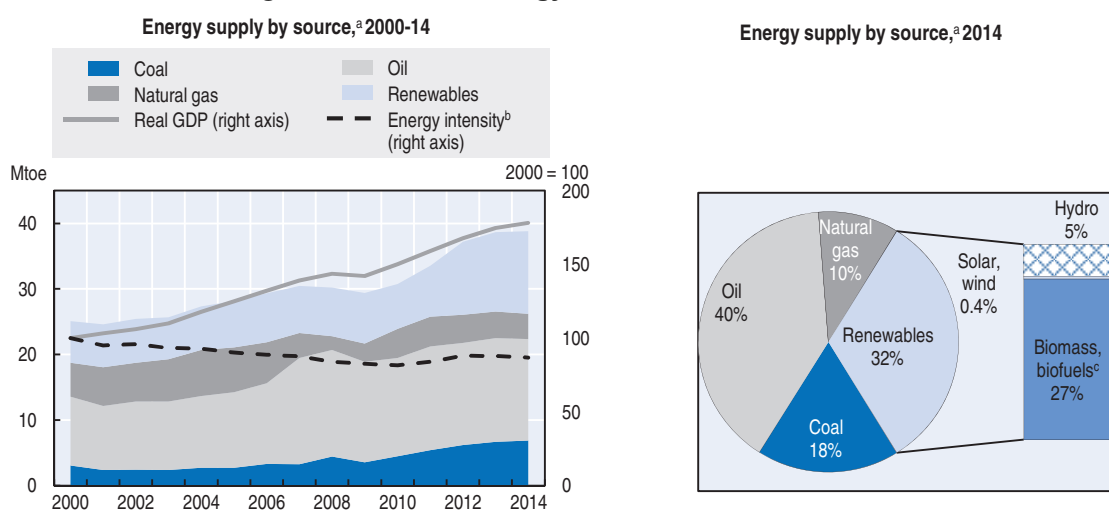 Energy supply by source,ᵃ 2000-14
Coal
Oil
Natural gas
Renewables
Real GDP (right axis)
Energy intensityᵇ
(right axis)
Mtoe
2000 = 100
200
40
30
20
10
0
150
100
50
0
2000 2002 2004 2006 2008 2010 2012 2014
Energy supply by source,ᵃ 2014
Natural
gas
10%
Oil
40%
Renewables
32%
Coal
18%
Solar,
wind
0.4%
Hydro
5%
Biomass,
biofuelsᶜ
27%